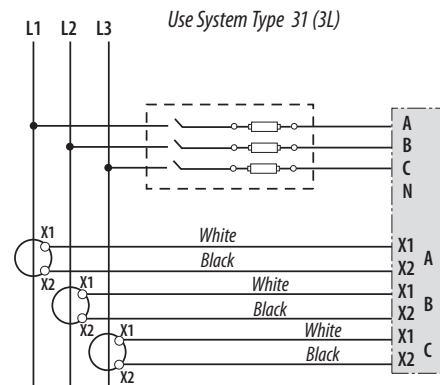 Use System Type 31 (3L)
L1 L2 L3
A
B
C
N
X1 White X1
X2 Black X2 A
X1 White X1
X2 Black X2 B
X1 White X1
X2 Black X2 C